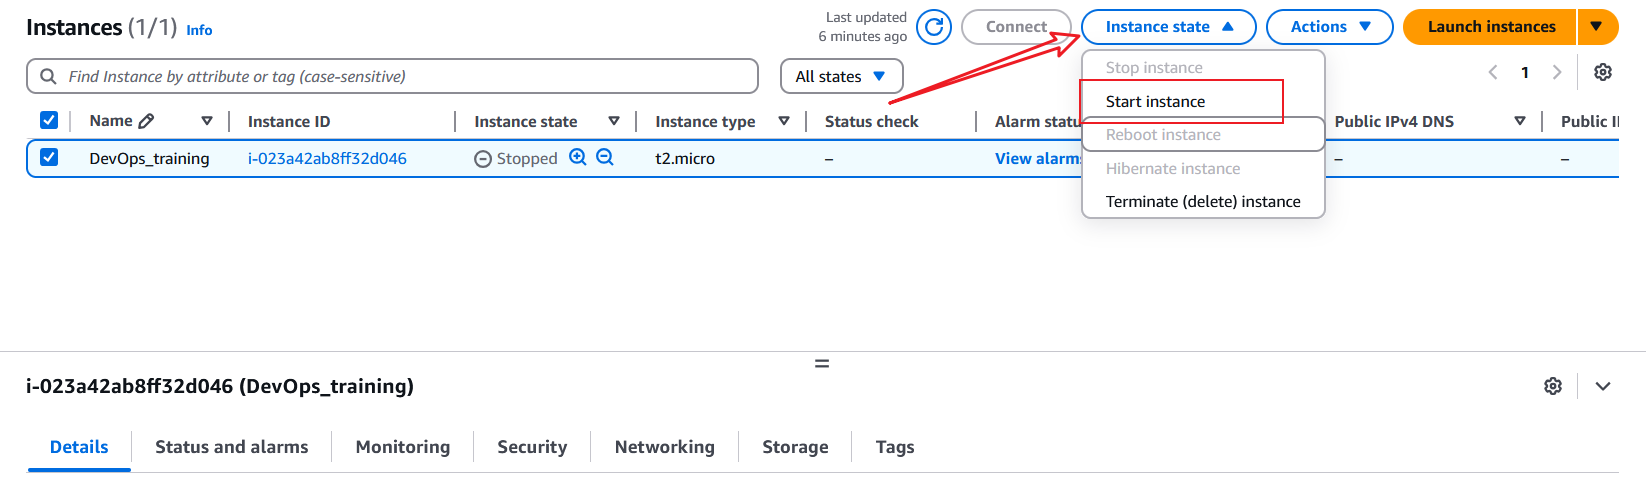 Instances (1/1) Info
Last updated
6 minutes ago
Connect
Instance state
Actions
Launch instances
Find Instance by attribute or tag (case-sensitive)
All states
Stop instance
Start instance
Reboot instance
Hibernate instance
Terminate (delete) instance
1
Name Instance ID Instance state Instance type Status check Alarm statu Public IPv4 DNS Public II
DevOps_training i-023a42ab8ff32d046 Stopped t2.micro – View alarms – –
i-023a42ab8ff32d046 (DevOps_training)
Details Status and alarms Monitoring Security Networking Storage Tags